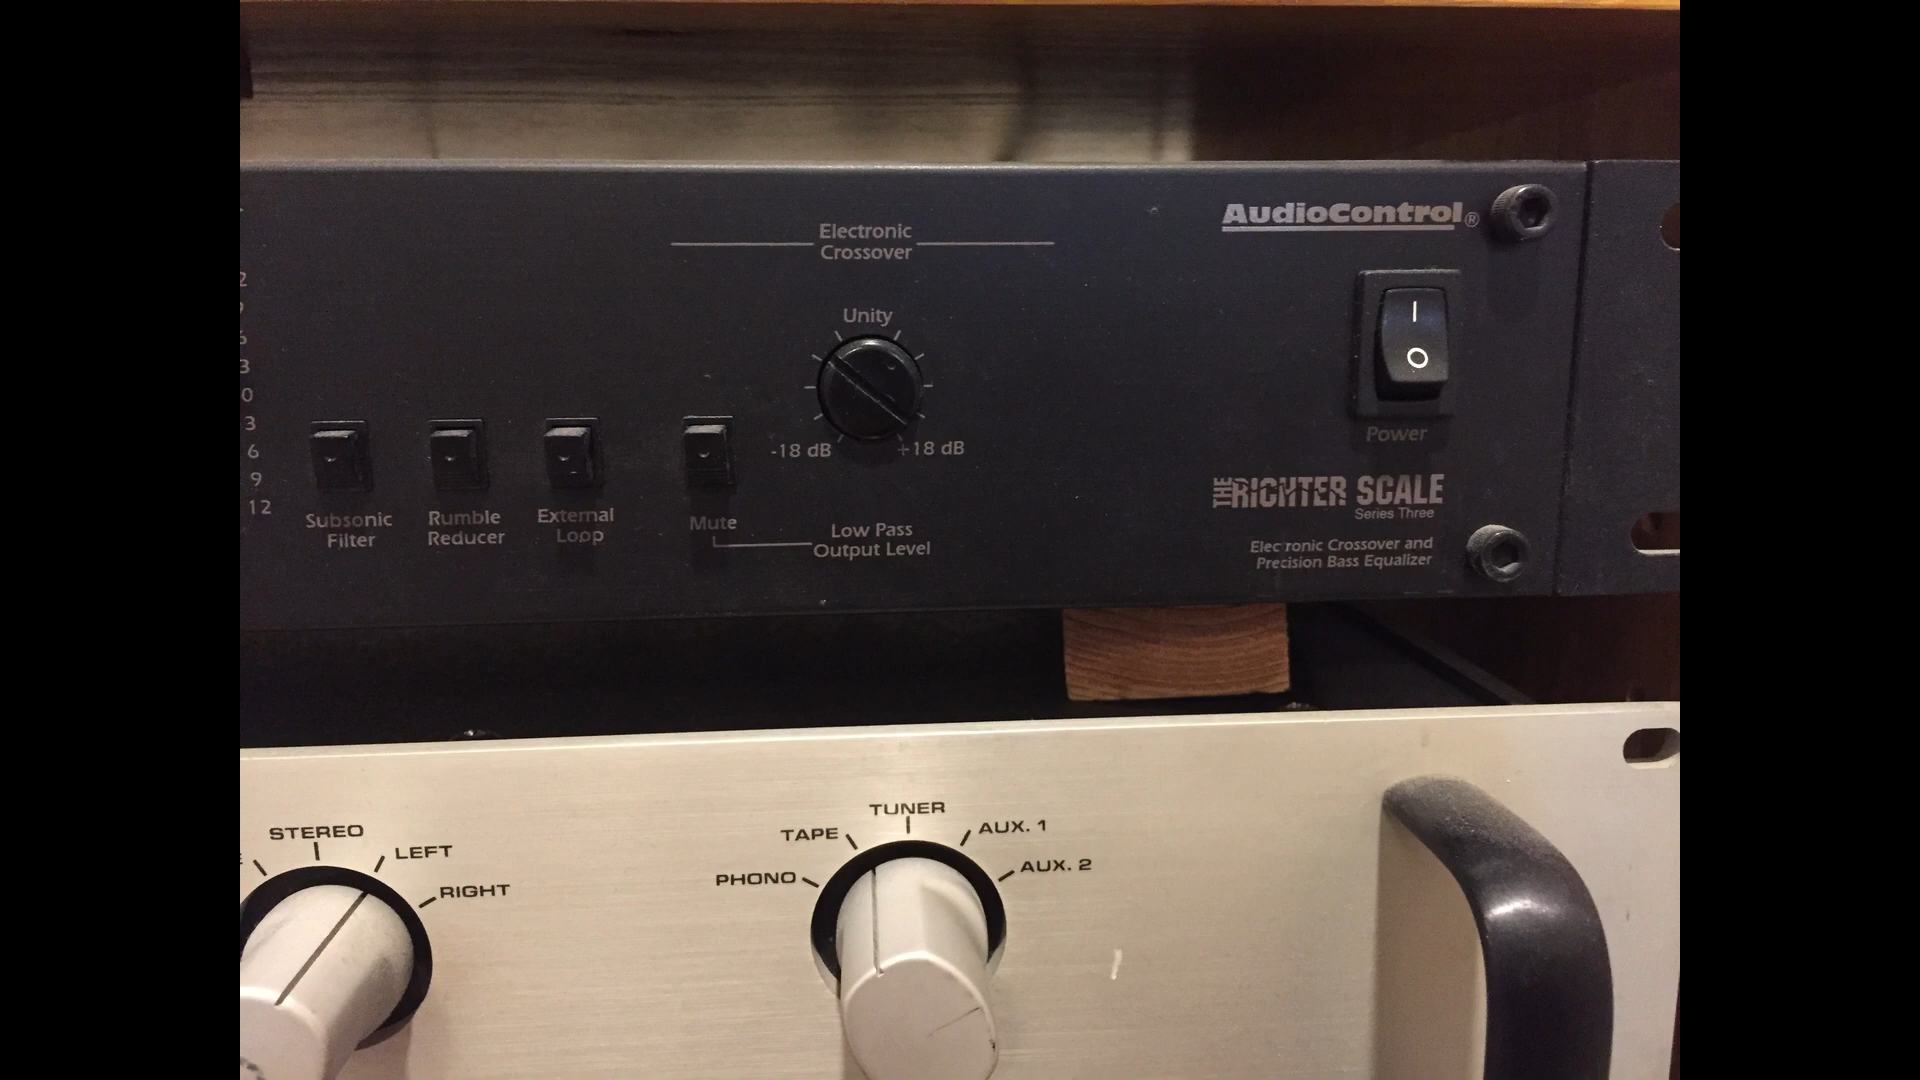 AudioControl®
Electronic
Crossover
Unity
-18 dB
+18 dB
3
0
3
6
9
12
Subsonic
Filter
Rumble
Reducer
External
Loop
Mute
Low Pass
Output Level
Power
THE RICHTER SCALE
Series Three
Electronic Crossover and
Precision Bass Equalizer
STEREO
LEFT
RIGHT
PHONO
TAPE
TUNER
AUX. 1
AUX. 2